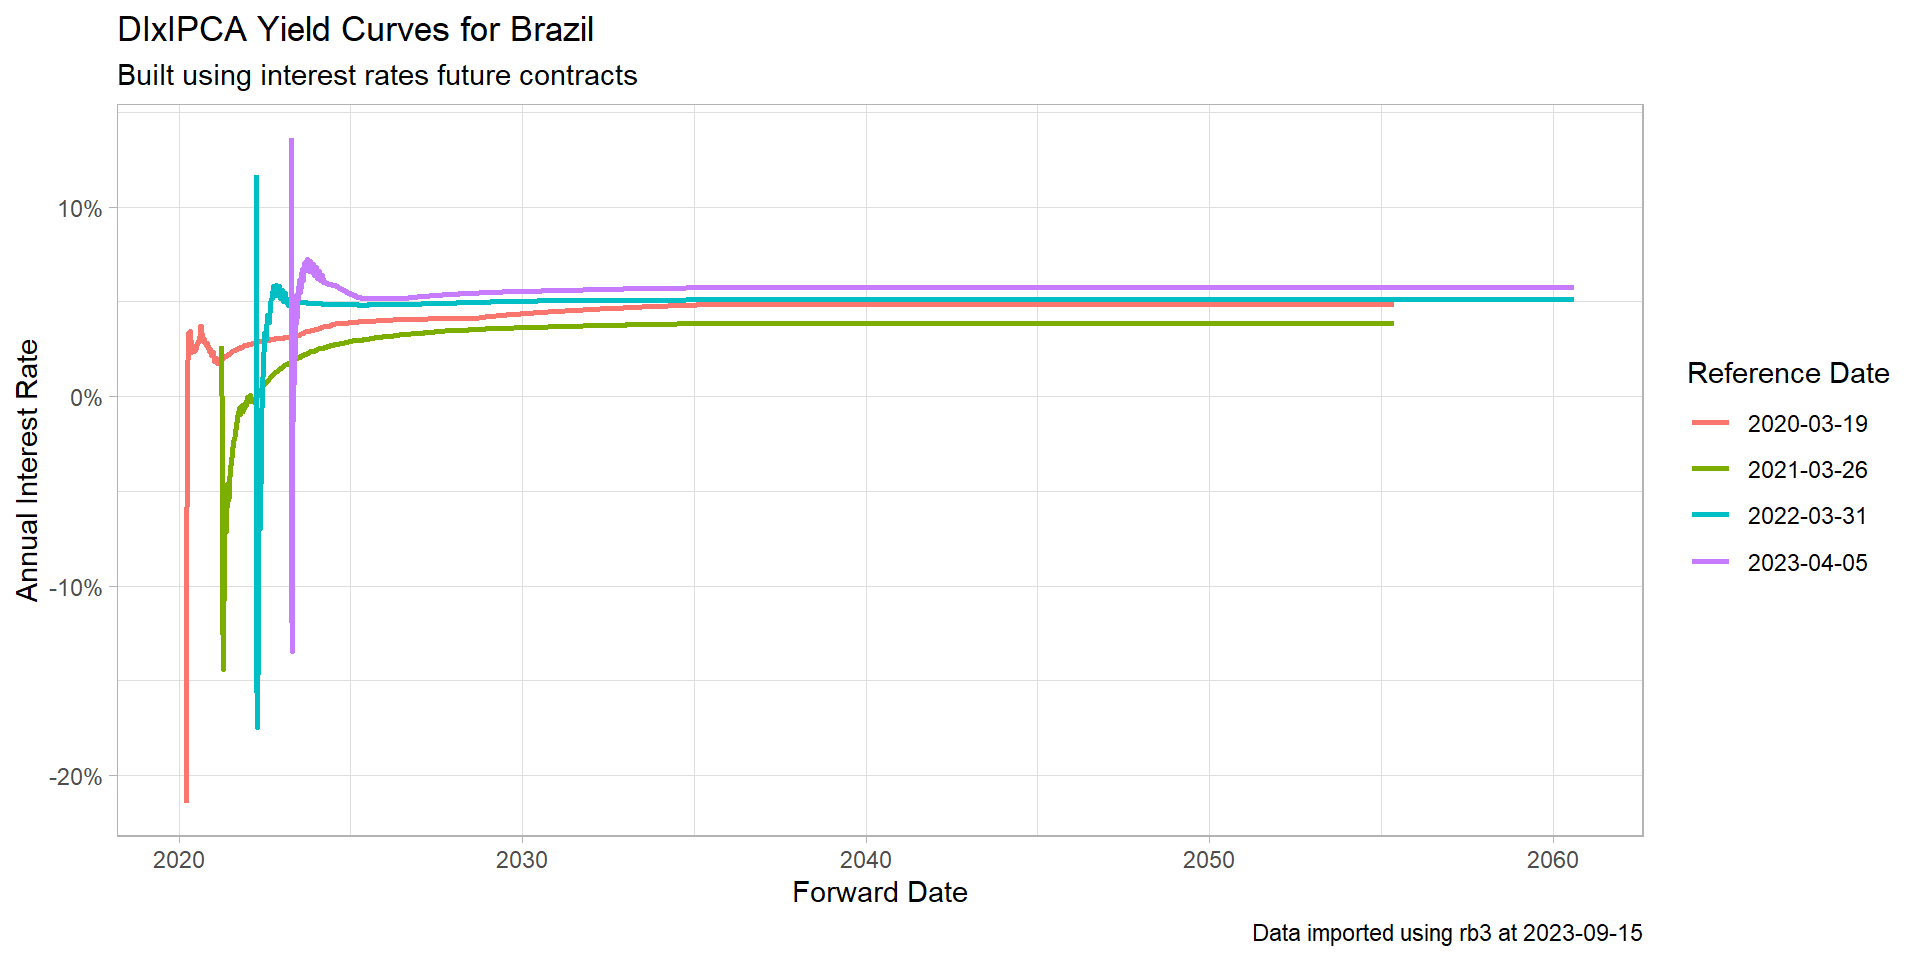 DIxIPCA Yield Curves for Brazil
Built using interest rates future contracts
Annual Interest Rate
10%
0%
-10%
-20%
2020
2030
2040
2050
2060
Forward Date
Reference Date
2020-03-19
2021-03-26
2022-03-31
2023-04-05
Data imported using rb3 at 2023-09-15